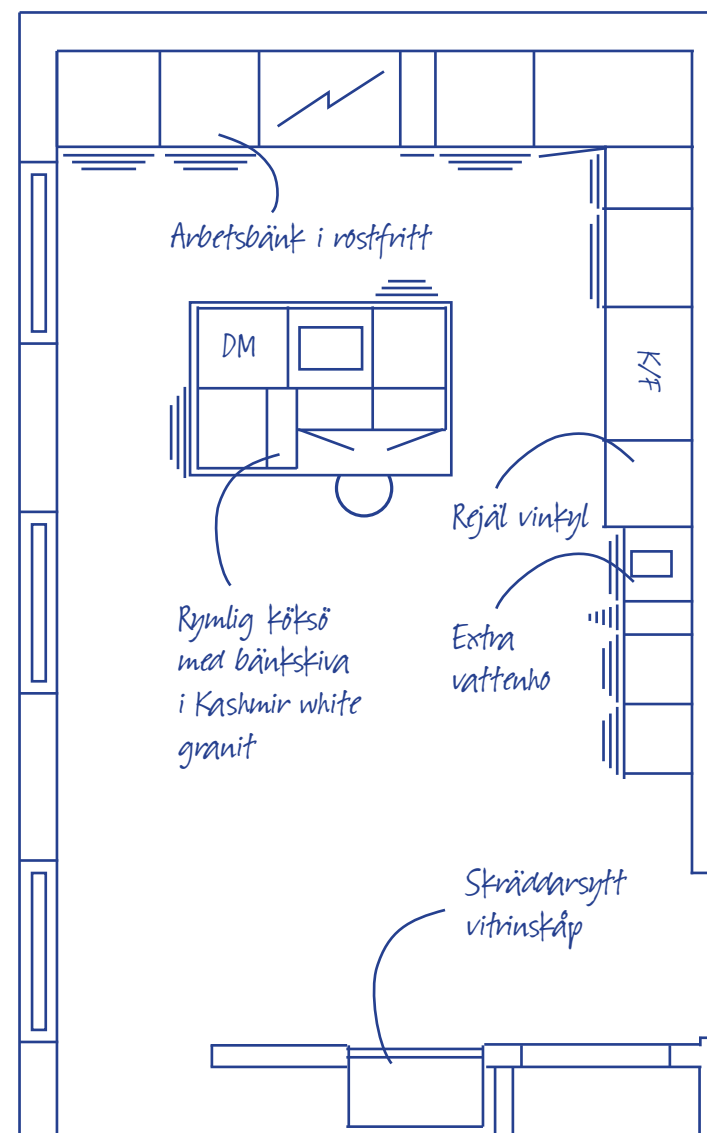 Arbetsbänk i rostfritt
DM
K/F
Rejäl vinkyl
Rymlig köksö
med bänkskiva
i Kashmir white
granit
Extra
vattenho
Skräddarsytt
vitrinskåp